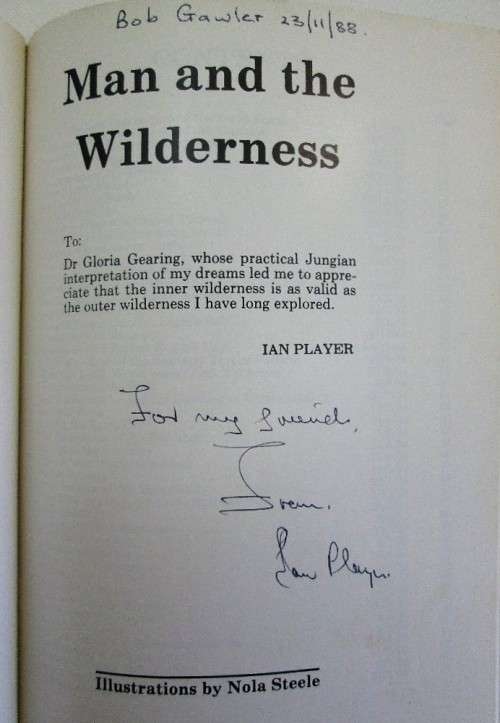 Bob Gawler 23/11/88.
Man and the
Wilderness
To:
Dr Gloria Gearing, whose practical Jungian
interpretation of my dreams led me to appre-
ciate that the inner wilderness is as valid as
the outer wilderness I have long explored.
IAN PLAYER
For my friend,
from.
Ian Player.
Illustrations by Nola Steele